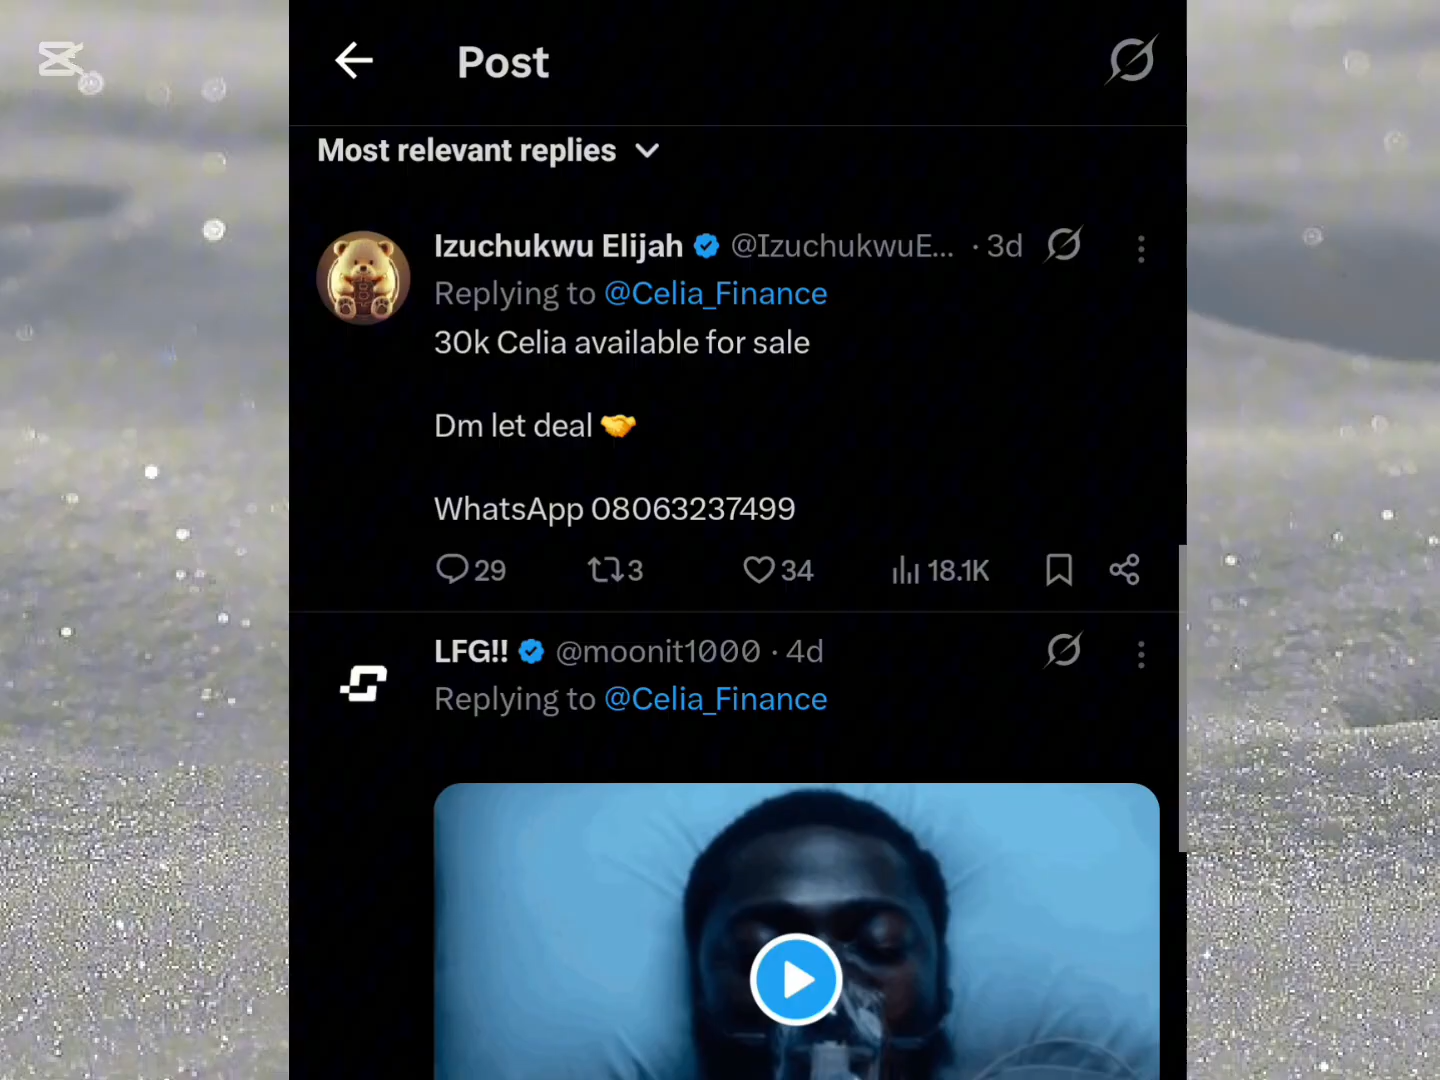 Post
Most relevant replies
Izuchukwu Elijah @IzuchukwuE... · 3d
Replying to @Celia_Finance
30k Celia available for sale
Dm let deal 🤝
WhatsApp 08063237499
29 3 34 18.1K
LFG!! @moonit1000 · 4d
Replying to @Celia_Finance